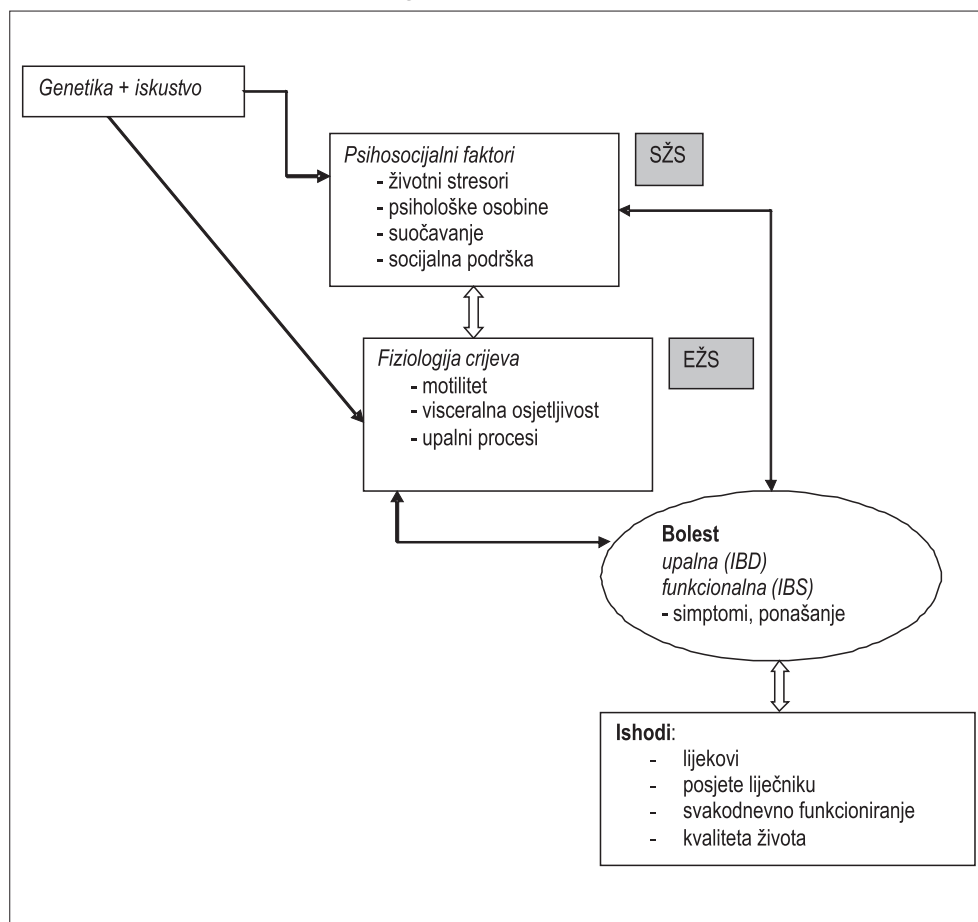 Genetika + iskustvo
Psihosocijalni faktori
- životni stresori
- psihološke osobine
- suočavanje
- socijalna podrška
SŽS
Fiziologija crijeva
- motilitet
- visceralna osjetljivost
- upalni procesi
EŽS
Bolest
upalna (IBD)
funkcionalna (IBS)
- simptomi, ponašanje
Ishodi:
- lijekovi
- posjete liječniku
- svakodnevno funkcioniranje
- kvaliteta života